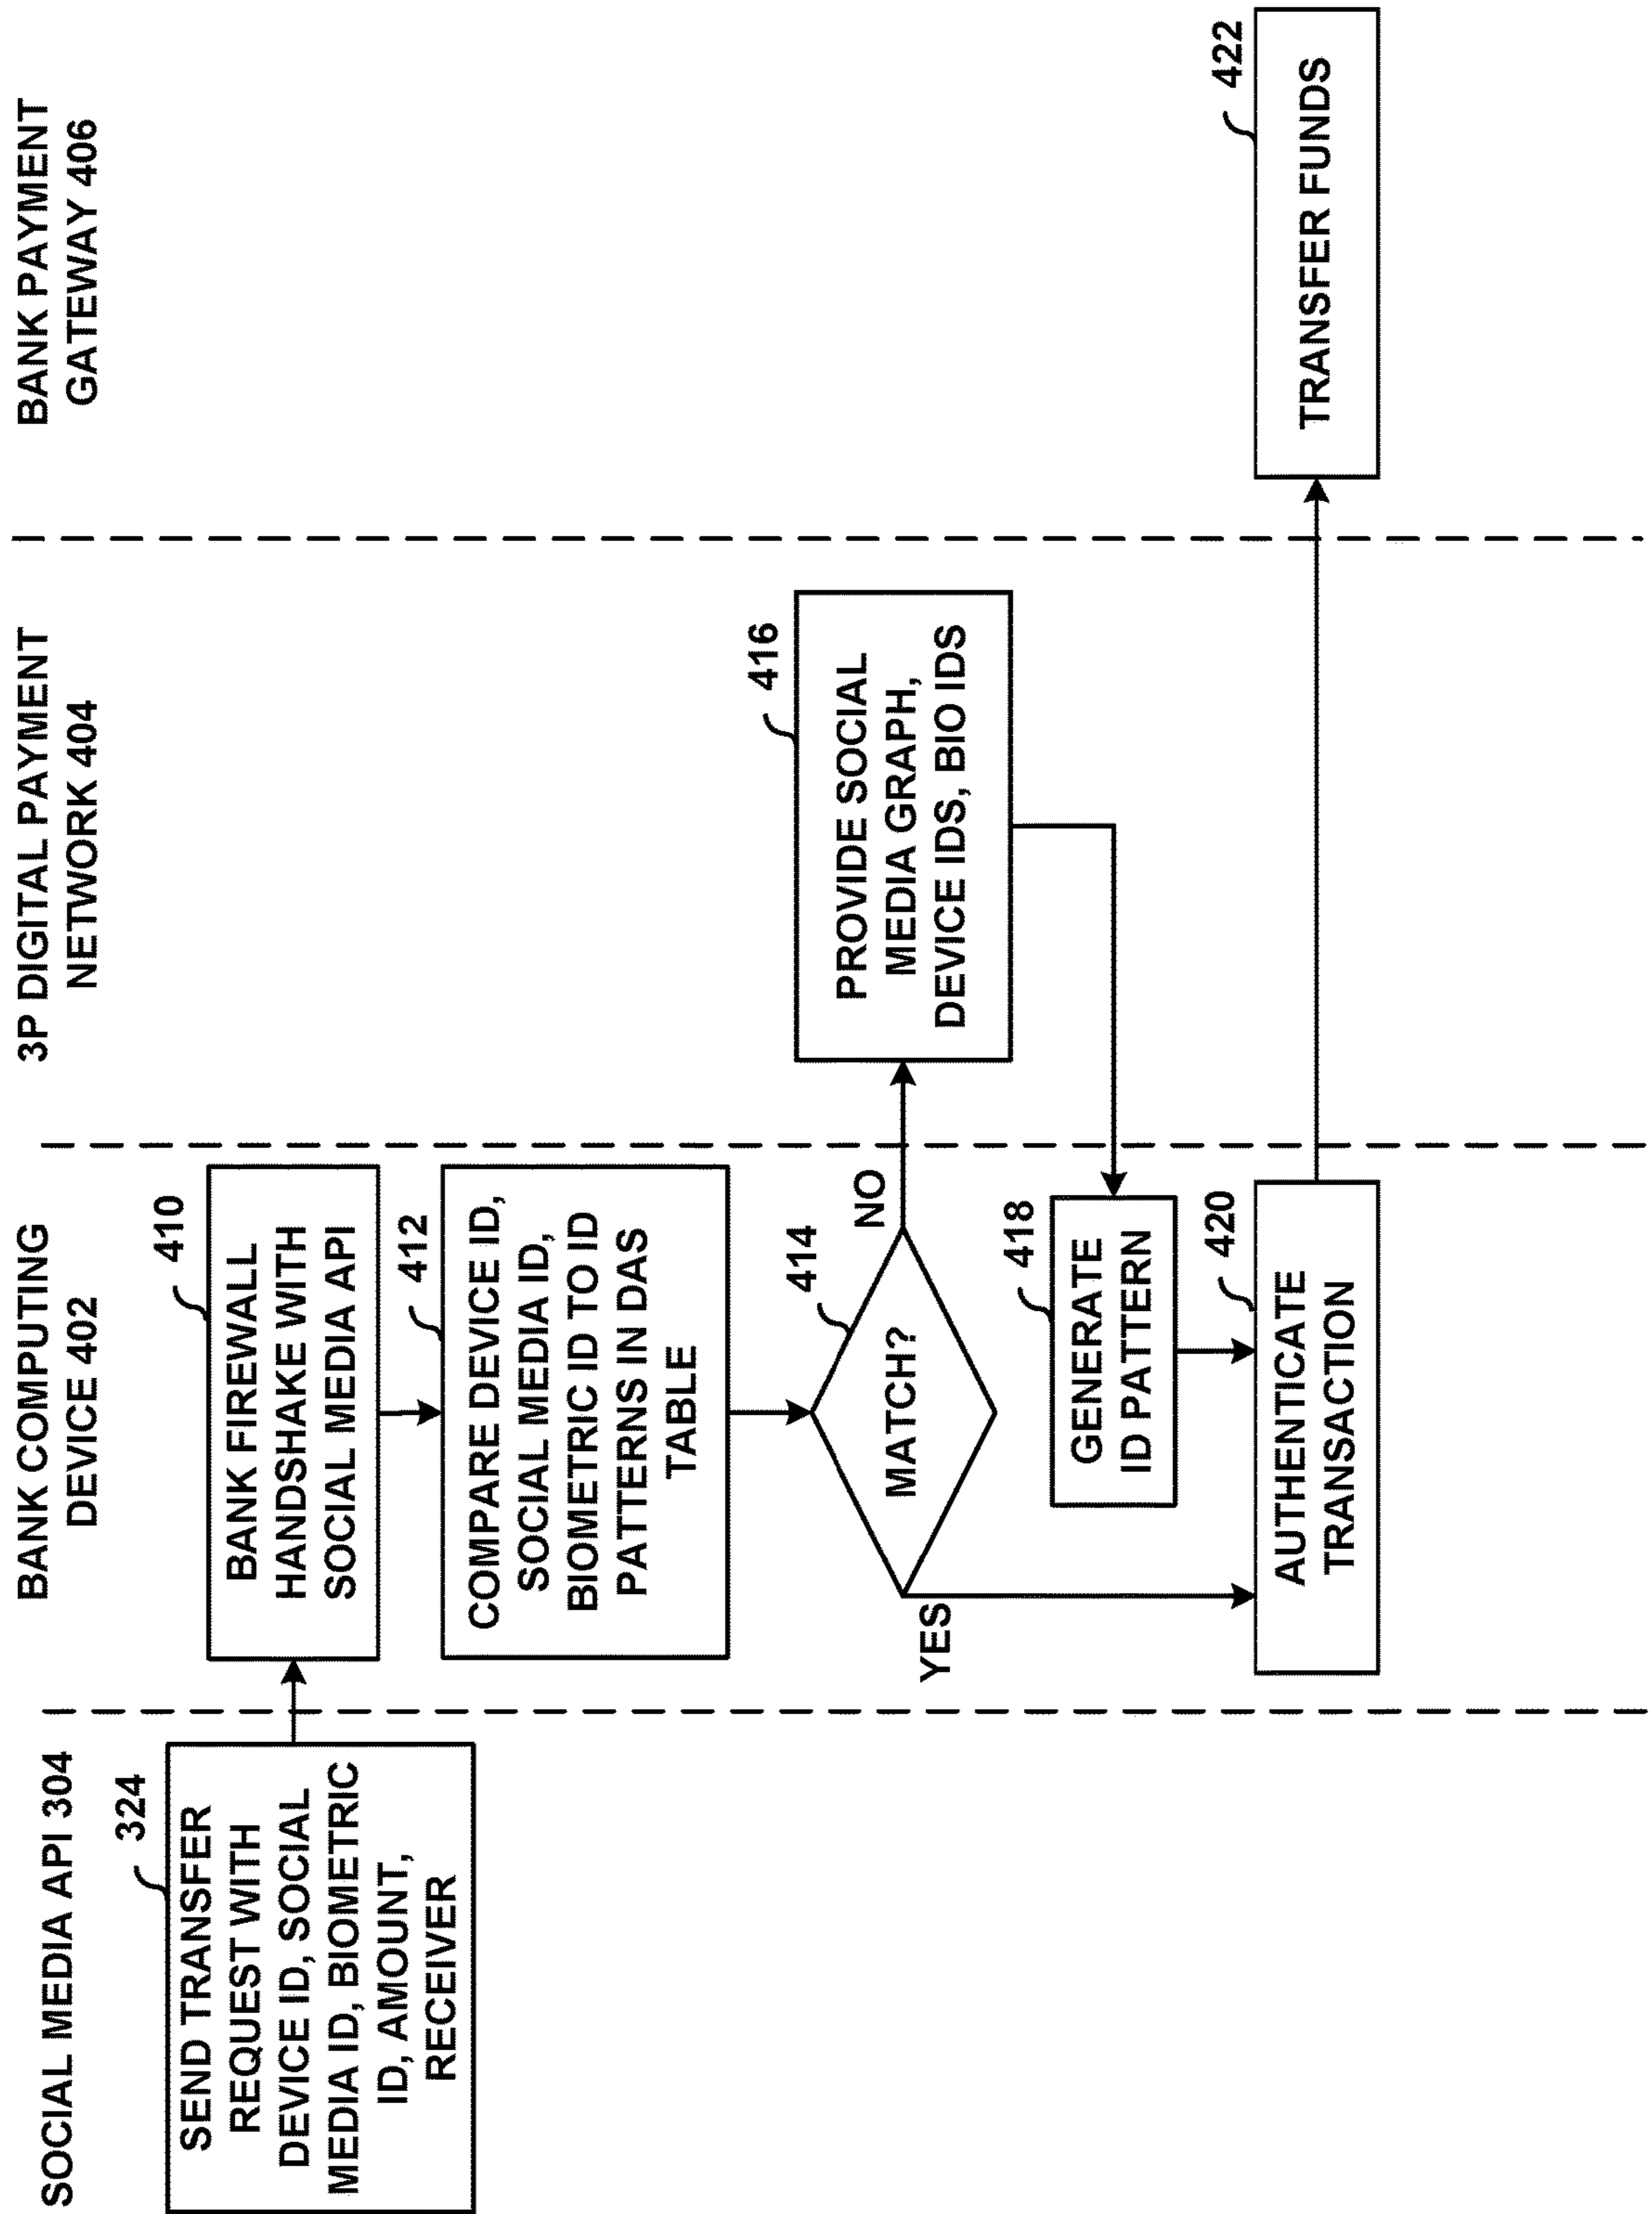 SOCIAL MEDIA API 304
BANK COMPUTING
DEVICE 402
3P DIGITAL PAYMENT
NETWORK 404
BANK PAYMENT
GATEWAY 406
324
SEND TRANSFER
REQUEST WITH
DEVICE ID, SOCIAL
MEDIA ID, BIOMETRIC
ID, AMOUNT,
RECEIVER
410
BANK FIREWALL
HANDSHAKE WITH
SOCIAL MEDIA API
412
COMPARE DEVICE ID,
SOCIAL MEDIA ID,
BIOMETRIC ID TO ID
PATTERNS IN DAS
TABLE
414
MATCH?
NO
YES
416
PROVIDE SOCIAL
MEDIA GRAPH,
DEVICE IDS, BIO IDS
418
GENERATE
ID PATTERN
420
AUTHENTICATE
TRANSACTION
422
TRANSFER FUNDS